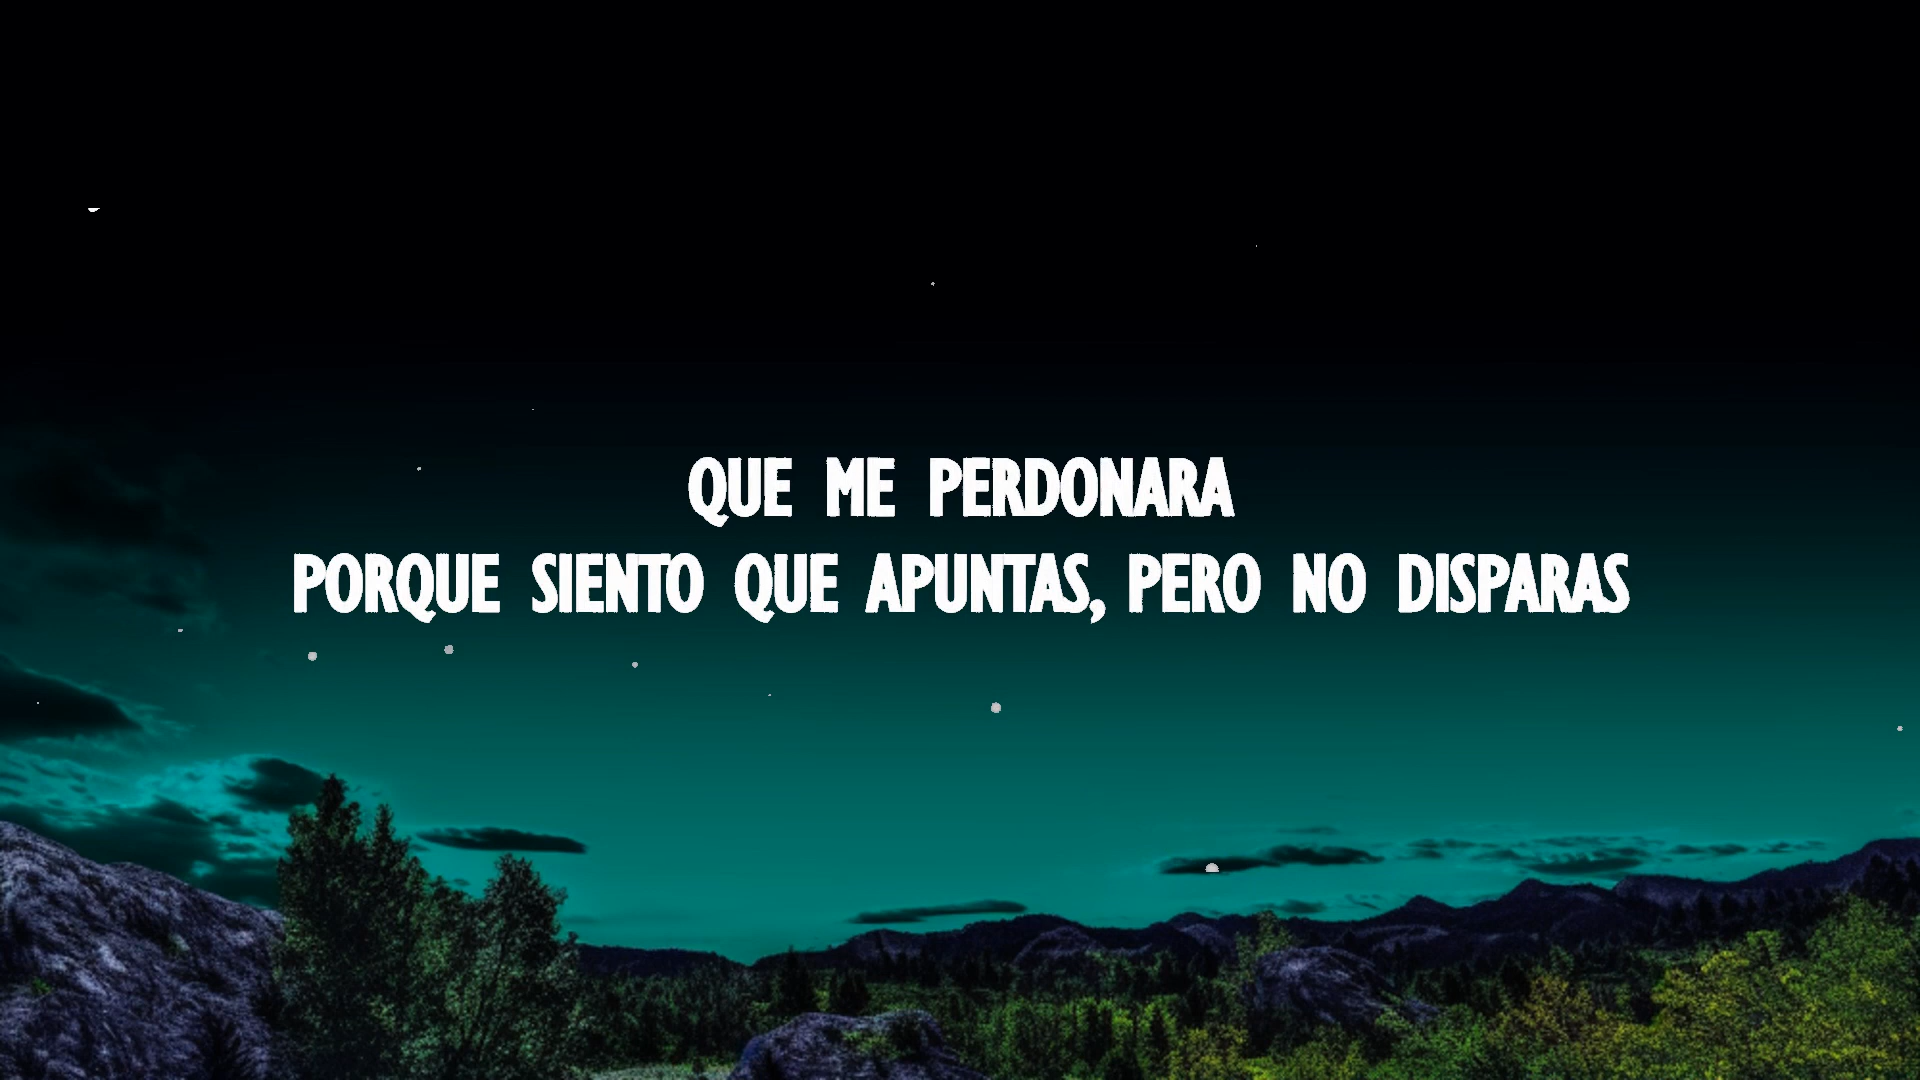 QUE ME PERDONARA
PORQUE SIENTO QUE APUNTAS, PERO NO DISPARAS